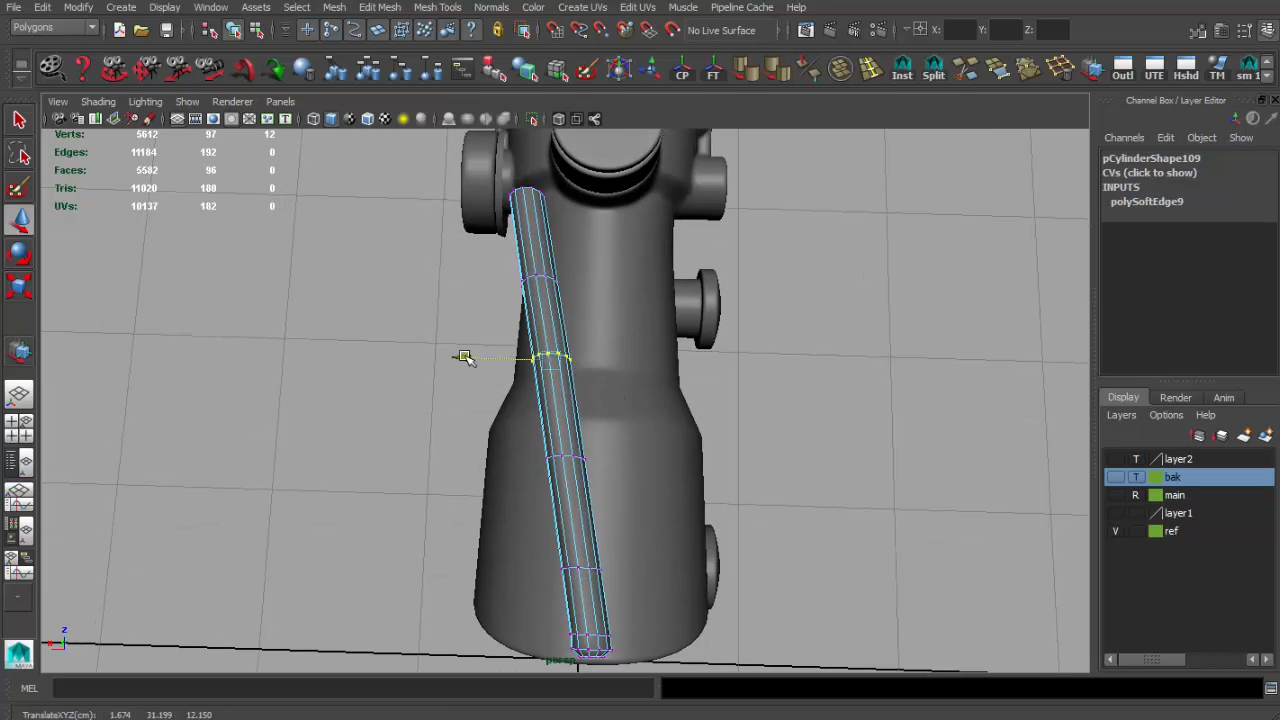 File Edit Modify Create Display Window Assets Select Mesh Edit Mesh Mesh Tools Normals Color Create UVs Edit UVs Muscle Pipeline Cache Help
Polygons No Live Surface X: Y: Z:
CP FT Inst Split Outl UTE Hshd TM sm 1
View Shading Lighting Show Renderer Panels
Channel Box / Layer Editor
Channels Edit Object Show
Verts: 5612 97 12
Edges: 11184 192 0
Faces: 5582 96 0
Tris: 11020 180 0
UVs: 10137 182 0
pCylinderShape109
CVs (click to show)
INPUTS
polySoftEdge9
Display Render Anim
Layers Options Help
T layer2
T bak
R main
layer1
V ref
z
persp
MAYA
MEL
TranslateXYZ(cm): 1.674 31.199 12.150